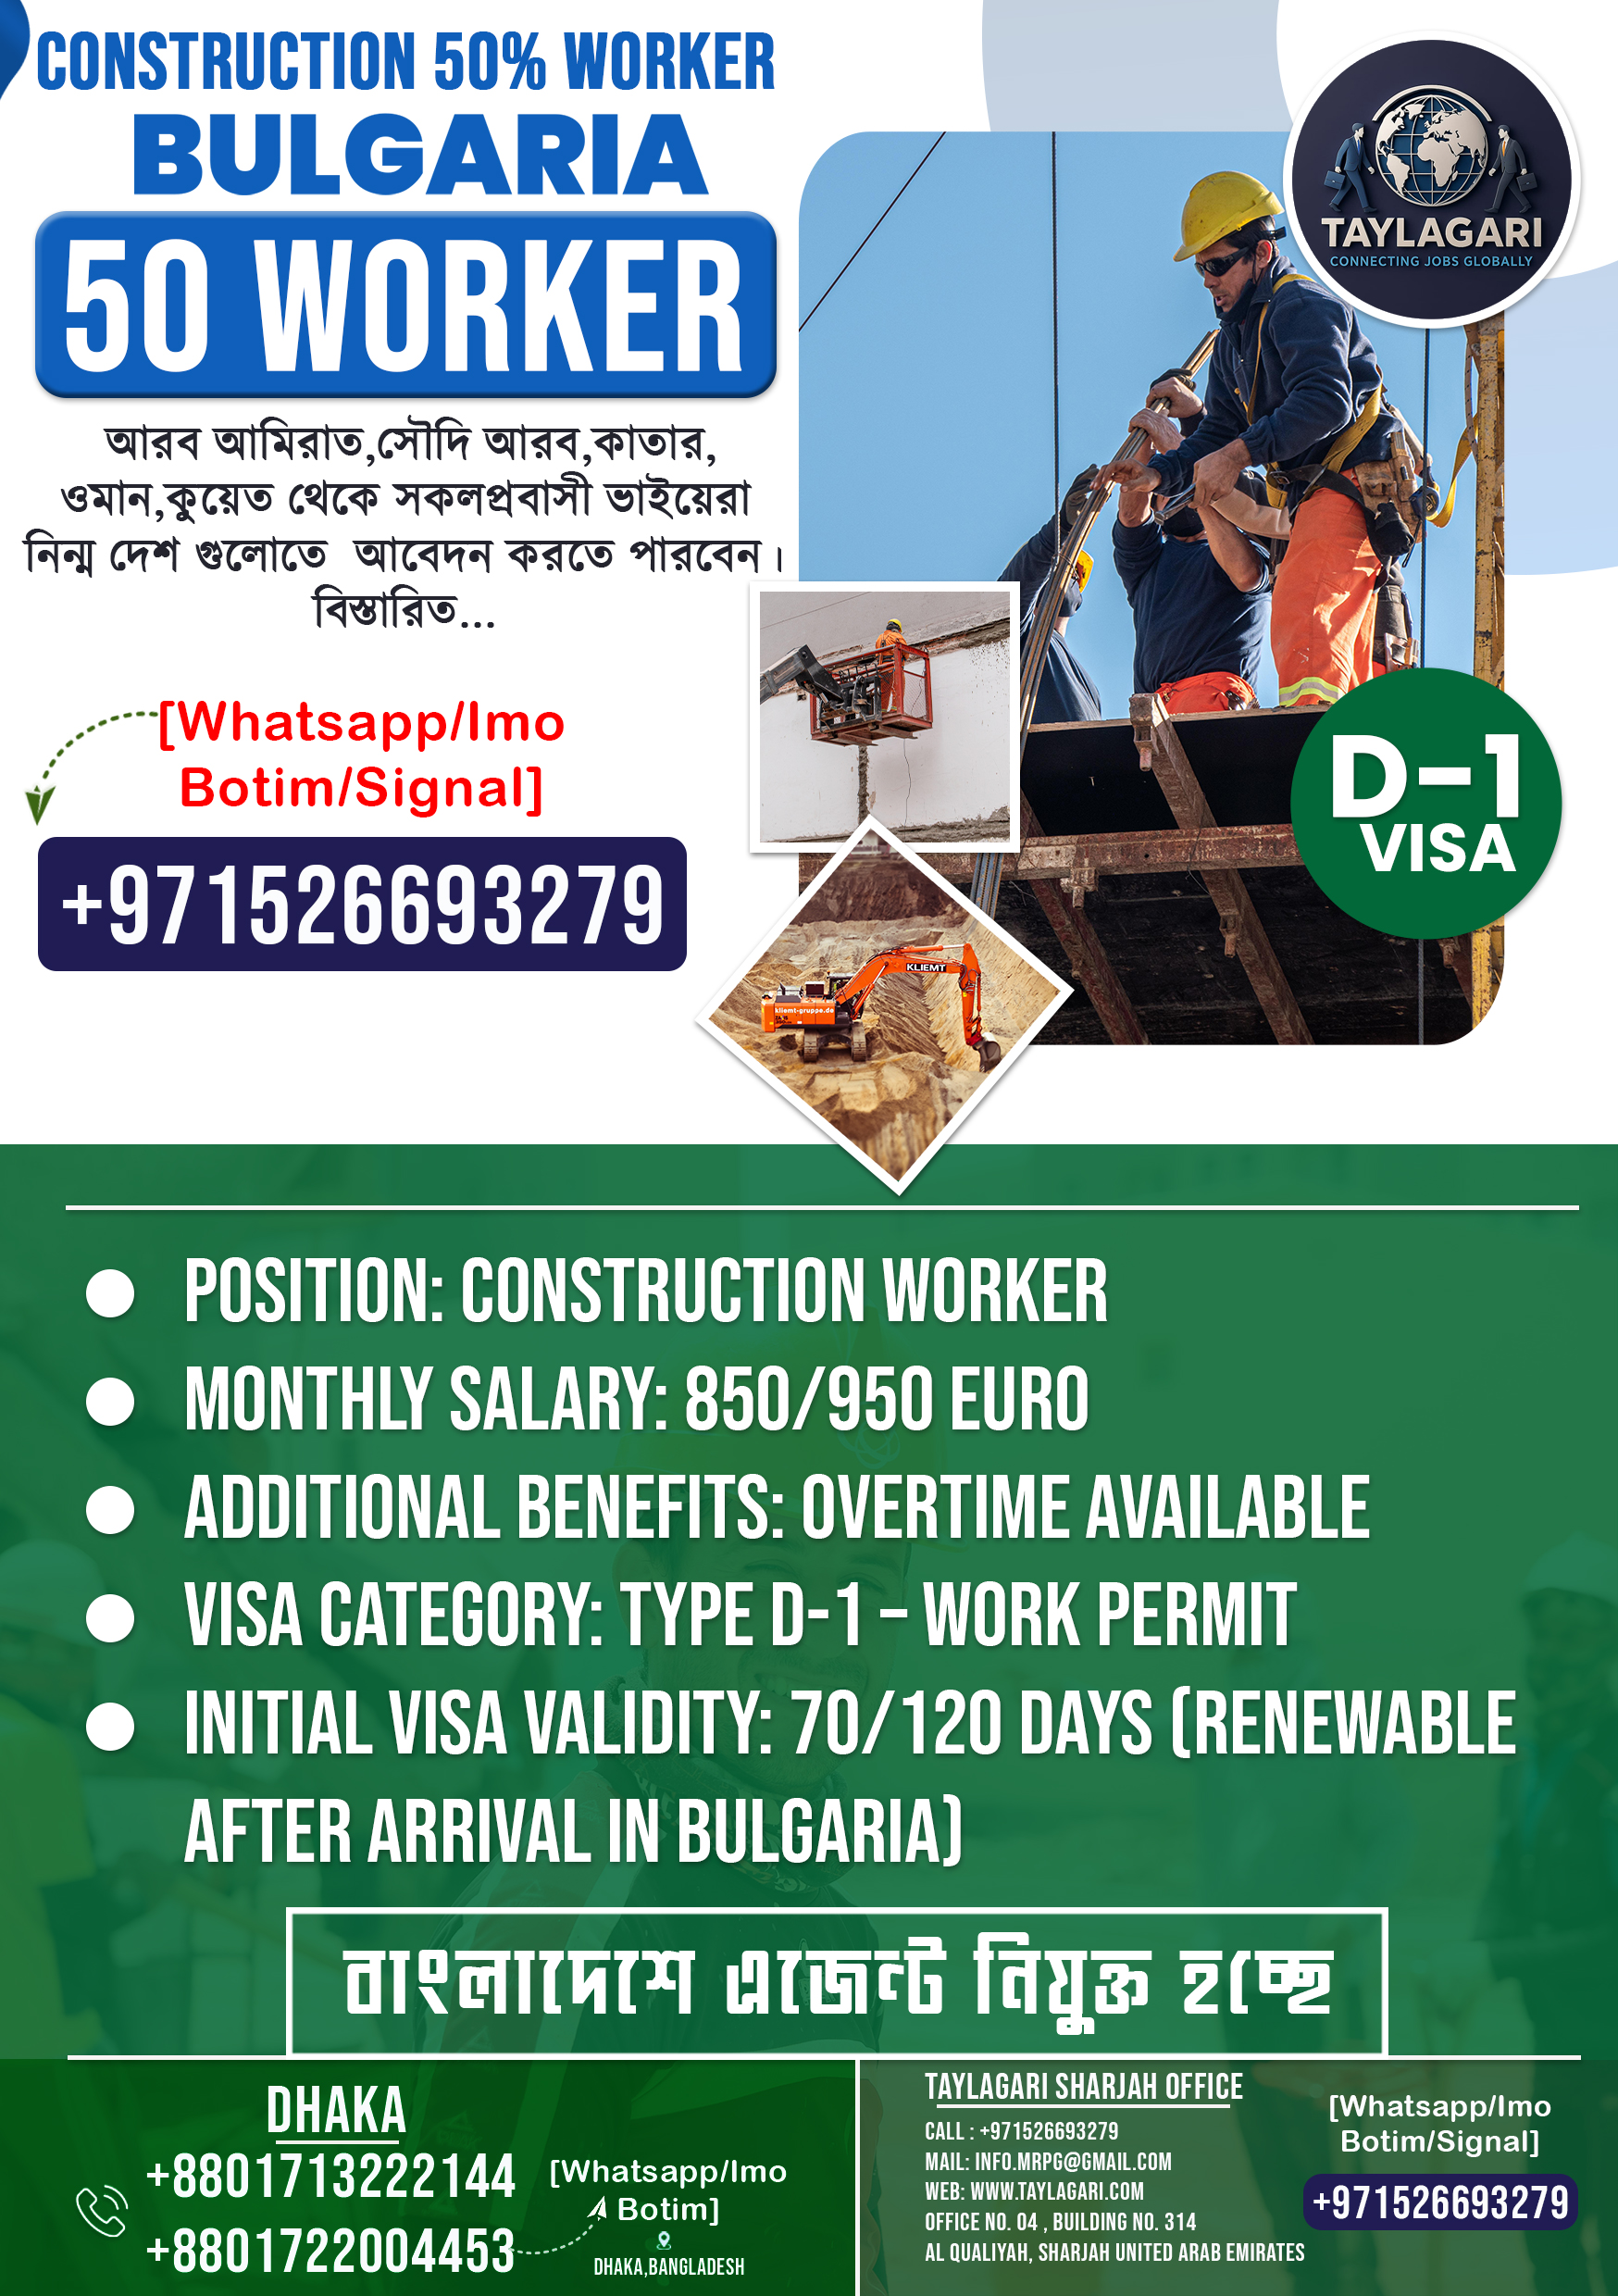 CONSTRUCTION 50% WORKER
BULGARIA
50 WORKER
আরব আমিরাত,সৌদি আরব,কাতার,
ওমান,কুয়েত থেকে সকলপ্রবাসী ভাইয়েরা
নিন্ম দেশ গুলোতে আবেদন করতে পারবেন।
বিস্তারিত...
[Whatsapp/Imo
Botim/Signal]
+971526693279
TAYLAGARI
CONNECTING JOBS GLOBALLY
D-1
VISA
KLIEMT
kliemt-gruppe.de
POSITION: CONSTRUCTION WORKER
MONTHLY SALARY: 850/950 EURO
ADDITIONAL BENEFITS: OVERTIME AVAILABLE
VISA CATEGORY: TYPE D-1 – WORK PERMIT
INITIAL VISA VALIDITY: 70/120 DAYS (RENEWABLE
AFTER ARRIVAL IN BULGARIA)
বাংলাদেশে এজেন্ট নিযুক্ত হচ্ছে
DHAKA
+8801713222144
+8801722004453
[Whatsapp/Imo
Botim]
DHAKA,BANGLADESH
TAYLAGARI SHARJAH OFFICE
CALL : +971526693279
MAIL: INFO.MRPG@GMAIL.COM
WEB: WWW.TAYLAGARI.COM
OFFICE NO. 04 , BUILDING NO. 314
AL QUALIYAH, SHARJAH UNITED ARAB EMIRATES
[Whatsapp/Imo
Botim/Signal]
+971526693279